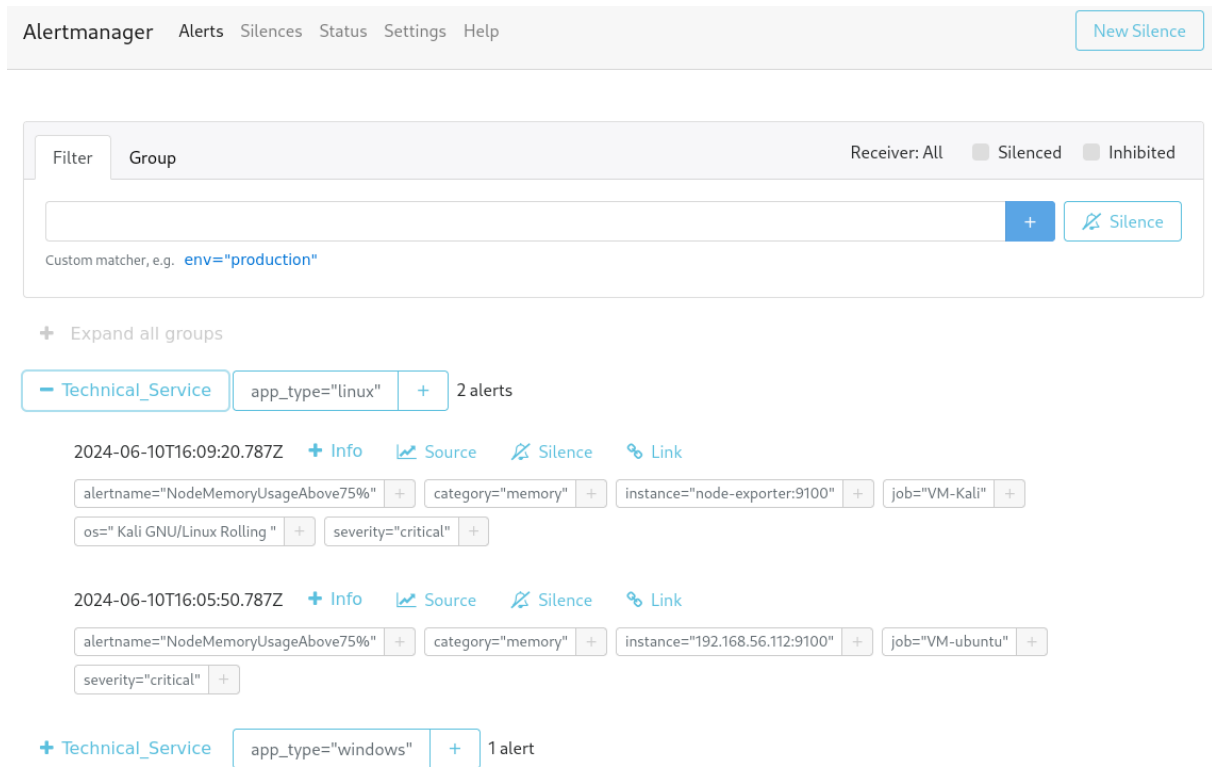 Alertmanager Alerts Silences Status Settings Help New Silence
Filter Group Receiver: All Silenced Inhibited
+ Silence
Custom matcher, e.g. env="production"
+ Expand all groups
− Technical_Service app_type="linux" + 2 alerts
2024-06-10T16:09:20.787Z + Info Source Silence Link
alertname="NodeMemoryUsageAbove75%" + category="memory" + instance="node-exporter:9100" + job="VM-Kali" +
os=" Kali GNU/Linux Rolling " + severity="critical" +
2024-06-10T16:05:50.787Z + Info Source Silence Link
alertname="NodeMemoryUsageAbove75%" + category="memory" + instance="192.168.56.112:9100" + job="VM-ubuntu" +
severity="critical" +
+ Technical_Service app_type="windows" + 1 alert